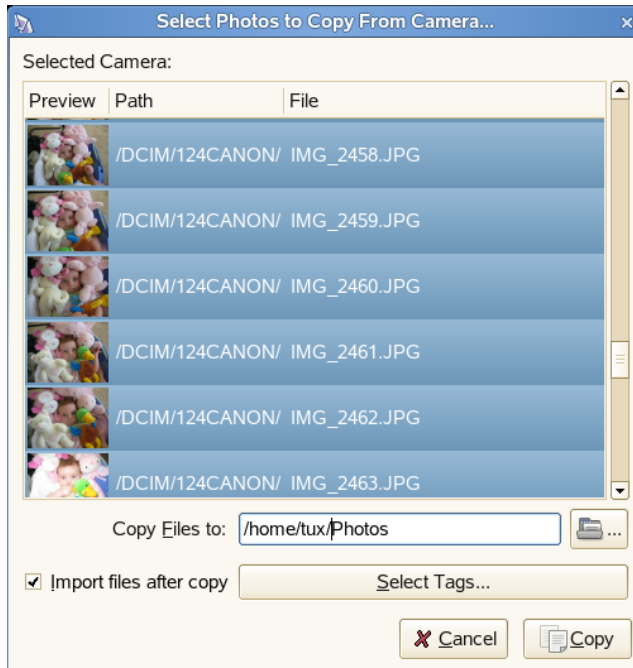 Select Photos to Copy From Camera...
Selected Camera:
Preview Path File
/DCIM/124CANON/ IMG_2458.JPG
/DCIM/124CANON/ IMG_2459.JPG
/DCIM/124CANON/ IMG_2460.JPG
/DCIM/124CANON/ IMG_2461.JPG
/DCIM/124CANON/ IMG_2462.JPG
/DCIM/124CANON/ IMG_2463.JPG
Copy Files to: /home/tux/Photos ...
Import files after copy Select Tags...
Cancel Copy